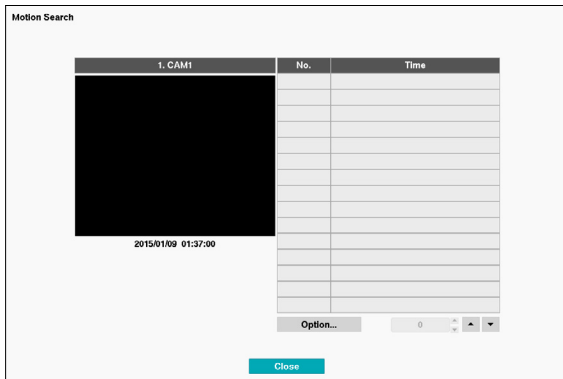 Motion Search
1. CAM1
No. Time
2015/01/09 01:37:00
Option... 0
Close